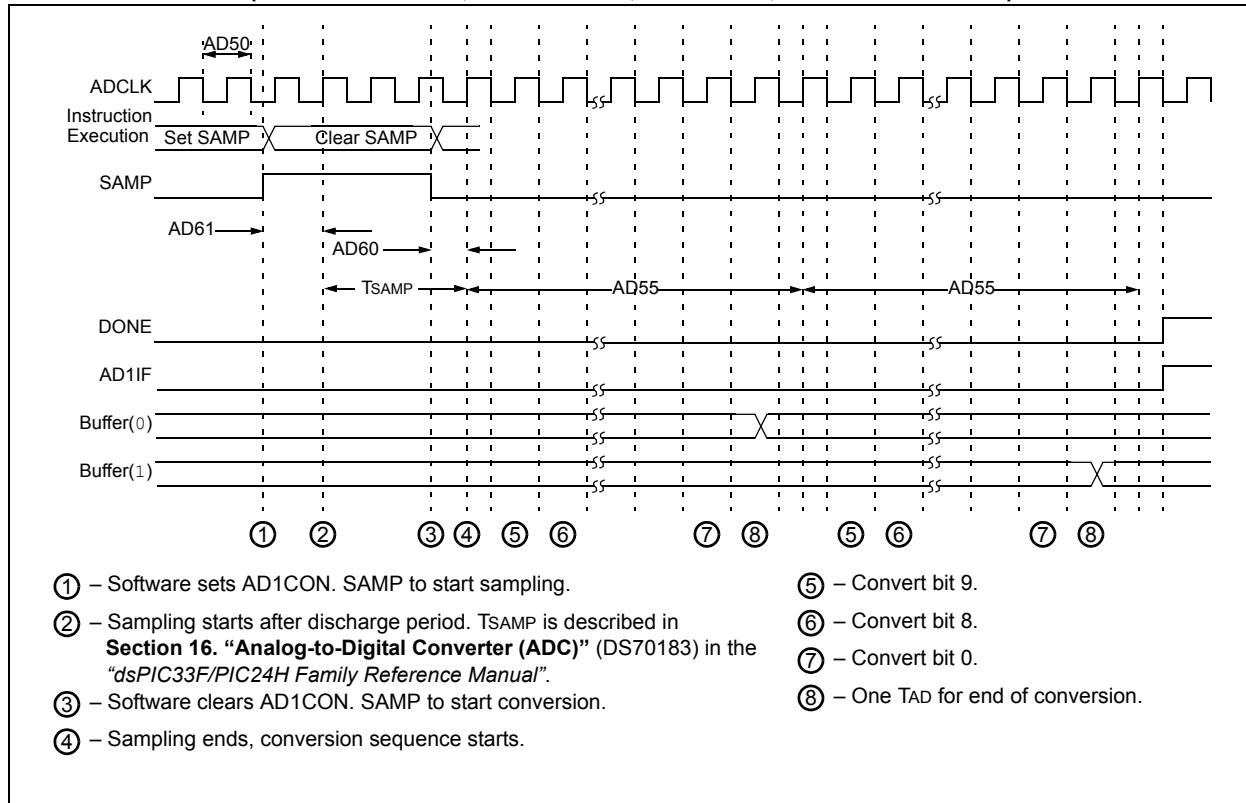 AD50
ADCLK
Instruction
Execution
Set SAMP
Clear SAMP
SAMP
AD61
AD60
TSAMP
AD55
AD55
DONE
AD1IF
Buffer(0)
Buffer(1)
1 2 3 4 5 6 7 8 5 6 7 8
1 – Software sets AD1CON. SAMP to start sampling.
2 – Sampling starts after discharge period. TSAMP is described in
Section 16. “Analog-to-Digital Converter (ADC)” (DS70183) in the
“dsPIC33F/PIC24H Family Reference Manual”.
3 – Software clears AD1CON. SAMP to start conversion.
4 – Sampling ends, conversion sequence starts.
5 – Convert bit 9.
6 – Convert bit 8.
7 – Convert bit 0.
8 – One TAD for end of conversion.